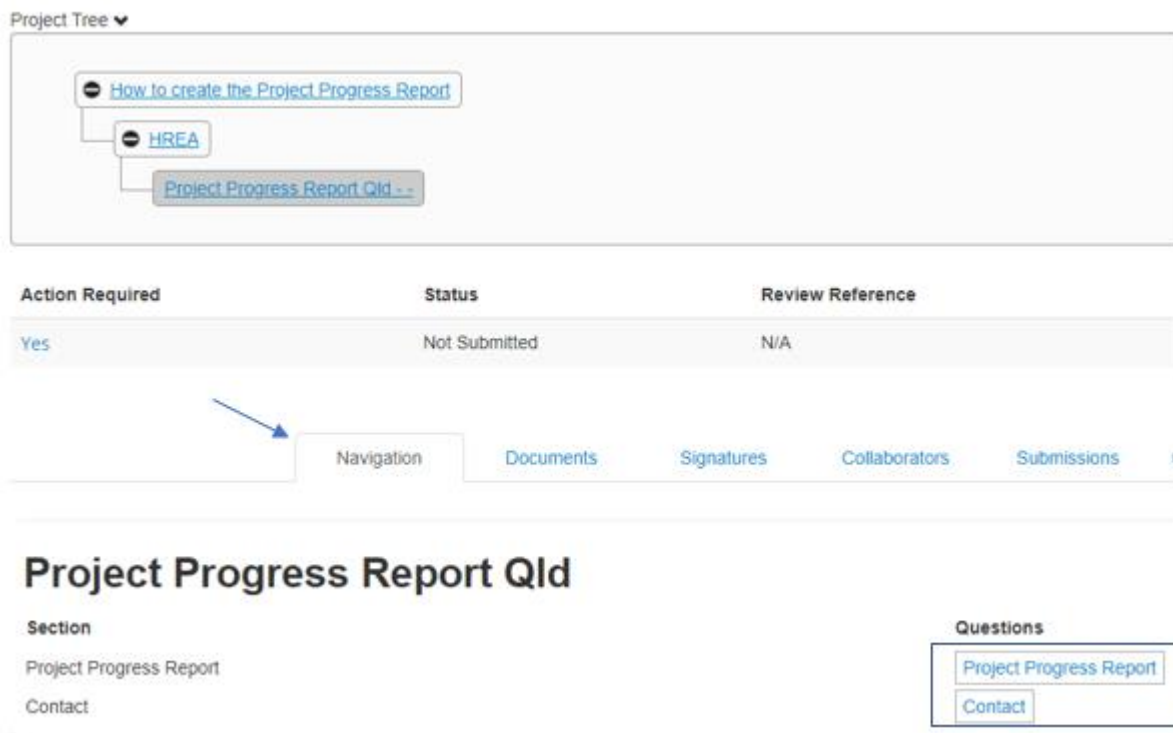 Project Tree
How to create the Project Progress Report
HREA
Project Progress Report Qld - -
Action Required Status Review Reference
Yes Not Submitted N/A
Navigation Documents Signatures Collaborators Submissions
Project Progress Report Qld
Section Questions
Project Progress Report Project Progress Report
Contact Contact